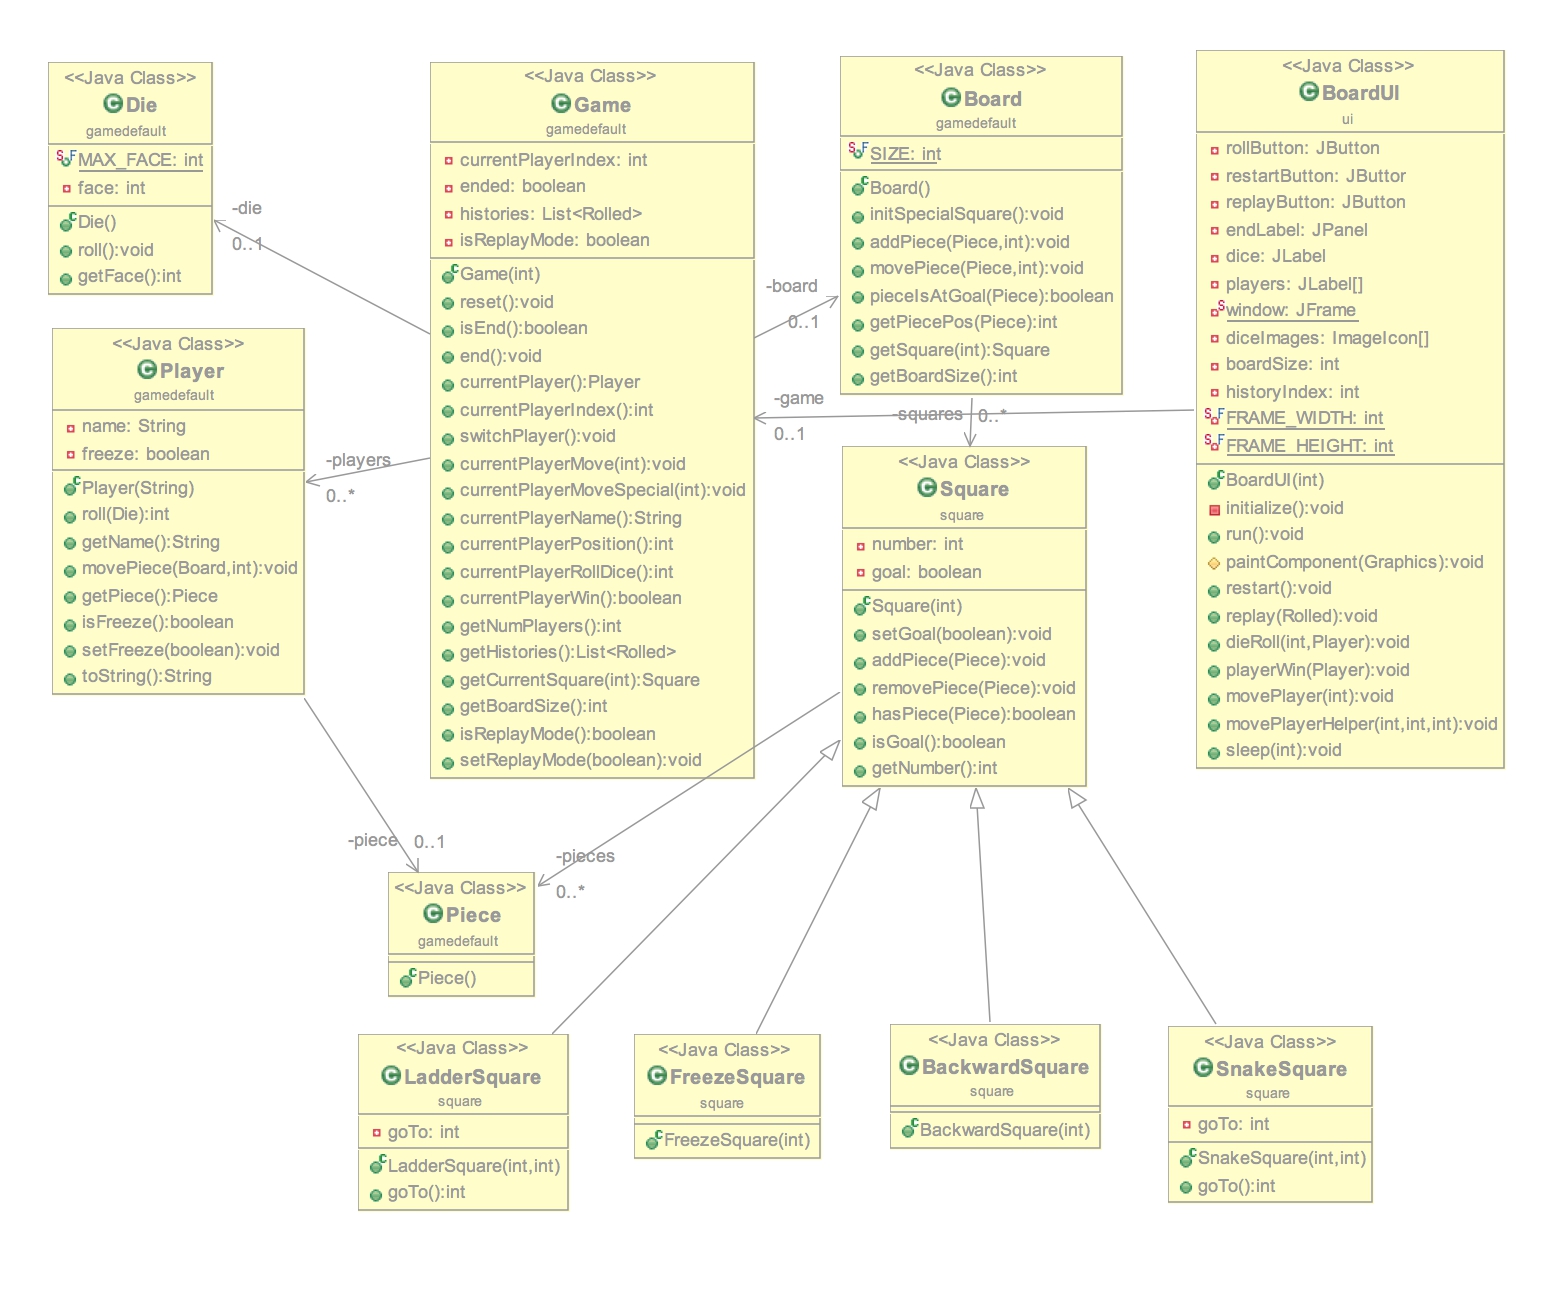 <<Java Class>>
Die
gamedefault
MAX_FACE: int
face: int
Die()
roll():void
getFace():int
-die
0..1
<<Java Class>>
Player
gamedefault
name: String
freeze: boolean
Player(String)
roll(Die):int
getName():String
movePiece(Board,int):void
getPiece():Piece
isFreeze():boolean
setFreeze(boolean):void
toString():String
-players
0..*
<<Java Class>>
Game
gamedefault
currentPlayerIndex: int
ended: boolean
histories: List<Rolled>
isReplayMode: boolean
Game(int)
reset():void
isEnd():boolean
end():void
currentPlayer():Player
currentPlayerIndex():int
switchPlayer():void
currentPlayerMove(int):void
currentPlayerMoveSpecial(int):void
currentPlayerName():String
currentPlayerPosition():int
currentPlayerRollDice():int
currentPlayerWin():boolean
getNumPlayers():int
getHistories():List<Rolled>
getCurrentSquare(int):Square
getBoardSize():int
isReplayMode():boolean
setReplayMode(boolean):void
-board
0..1
-game
0..1
<<Java Class>>
Board
gamedefault
SIZE: int
Board()
initSpecialSquare():void
addPiece(Piece,int):void
movePiece(Piece,int):void
pieceIsAtGoal(Piece):boolean
getPiecePos(Piece):int
getSquare(int):Square
getBoardSize():int
-squares
0..*
<<Java Class>>
Square
square
number: int
goal: boolean
Square(int)
setGoal(boolean):void
addPiece(Piece):void
removePiece(Piece):void
hasPiece(Piece):boolean
isGoal():boolean
getNumber():int
<<Java Class>>
BoardUI
ui
rollButton: JButton
restartButton: JButtor
replayButton: JButton
endLabel: JPanel
dice: JLabel
players: JLabel[]
window: JFrame
diceImages: ImageIcon[]
boardSize: int
historyIndex: int
FRAME_WIDTH: int
FRAME_HEIGHT: int
BoardUI(int)
initialize():void
run():void
paintComponent(Graphics):void
restart():void
replay(Rolled):void
dieRoll(int,Player):void
playerWin(Player):void
movePlayer(int):void
movePlayerHelper(int,int,int):void
sleep(int):void
-piece
0..1
-pieces
0..*
<<Java Class>>
Piece
gamedefault
Piece()
<<Java Class>>
LadderSquare
square
goTo: int
LadderSquare(int,int)
goTo():int
<<Java Class>>
FreezeSquare
square
FreezeSquare(int)
<<Java Class>>
BackwardSquare
square
BackwardSquare(int)
<<Java Class>>
SnakeSquare
square
goTo: int
SnakeSquare(int,int)
goTo():int